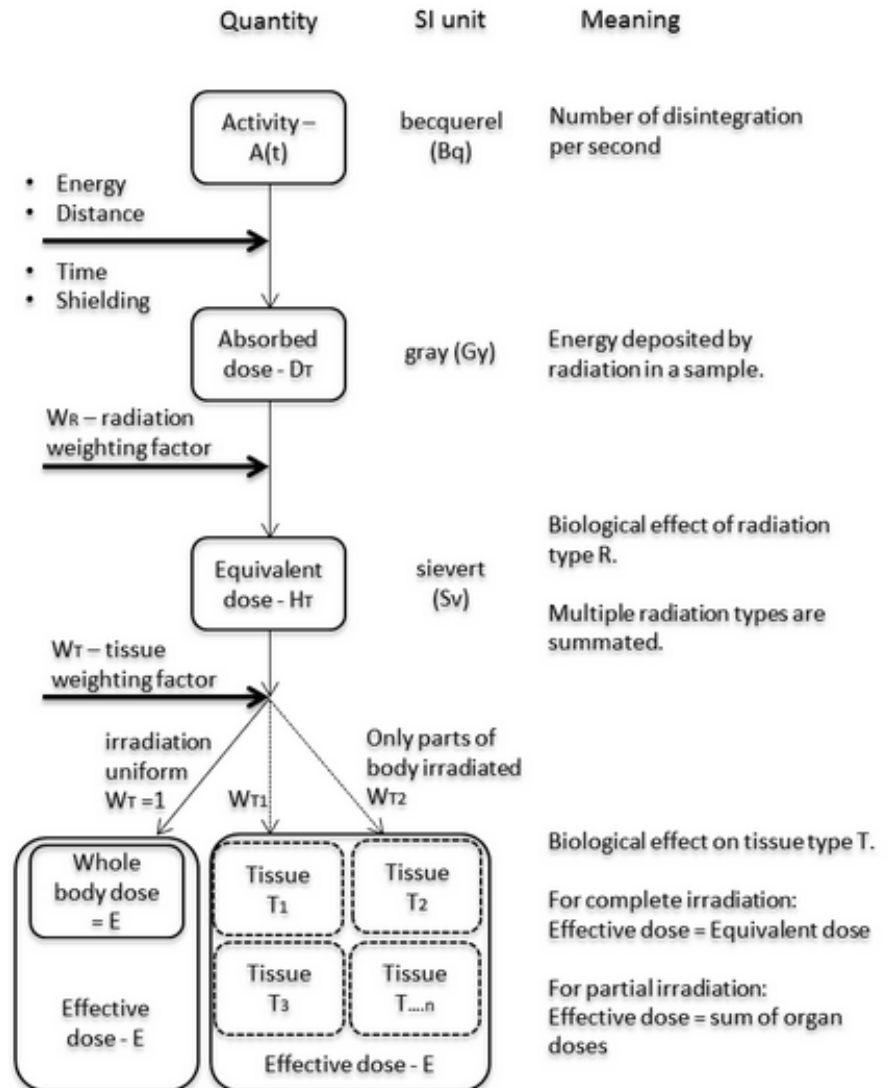 Quantity SI unit Meaning
Activity –
A(t)
becquerel
(Bq)
Number of disintegration
per second
• Energy
• Distance
• Time
• Shielding
Absorbed
dose - DT
gray (Gy)
Energy deposited by
radiation in a sample.
WR – radiation
weighting factor
Equivalent
dose - HT
sievert
(Sv)
Biological effect of radiation
type R.
Multiple radiation types are
summated.
WT – tissue
weighting factor
irradiation
uniform
WT =1
WT1
Only parts of
body irradiated
WT2
Whole
body dose
= E
Effective
dose - E
Tissue
T1
Tissue
T2
Tissue
T3
Tissue
T....n
Effective dose - E
Biological effect on tissue type T.
For complete irradiation:
Effective dose = Equivalent dose
For partial irradiation:
Effective dose = sum of organ
doses